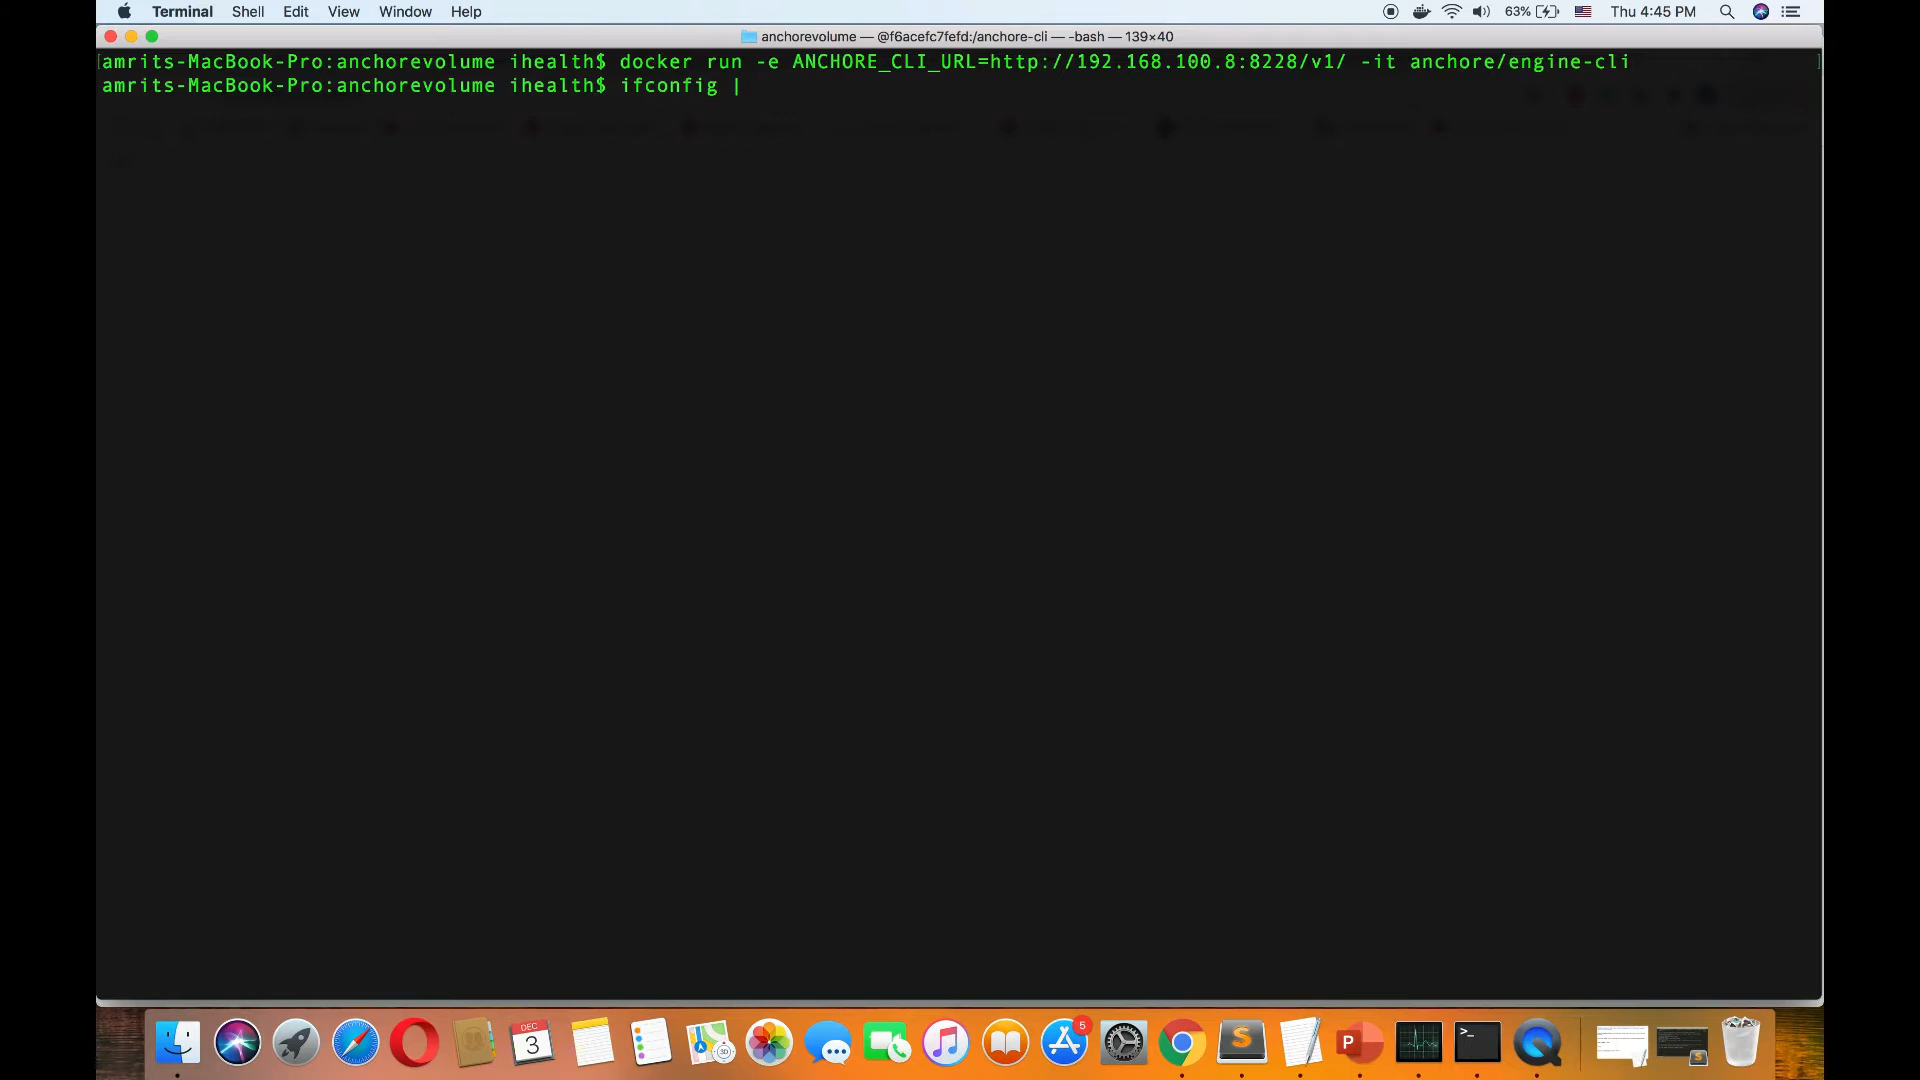 Terminal Shell Edit View Window Help 63% Thu 4:45 PM
anchorevolume — @f6acefc7fefd:/anchore-cli — -bash — 139×40
[amrits-MacBook-Pro:anchorevolume ihealth$ docker run -e ANCHORE_CLI_URL=http://192.168.100.8:8228/v1/ -it anchore/engine-cli ]
amrits-MacBook-Pro:anchorevolume ihealth$ ifconfig |
DEC
3
3D
5
S
P
>_
S